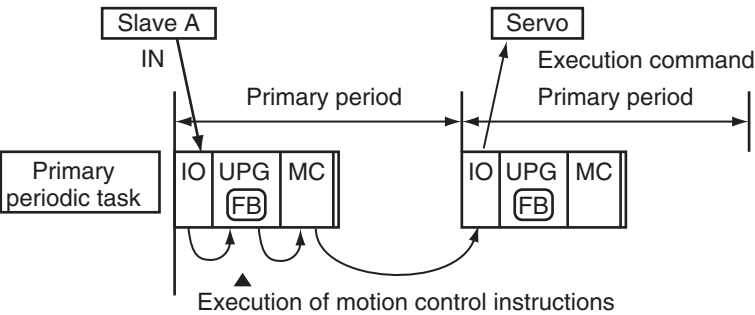 Slave A
Servo
IN
Execution command
Primary period
Primary period
Primary
periodic task
IO UPG MC
FB
IO UPG MC
FB
Execution of motion control instructions